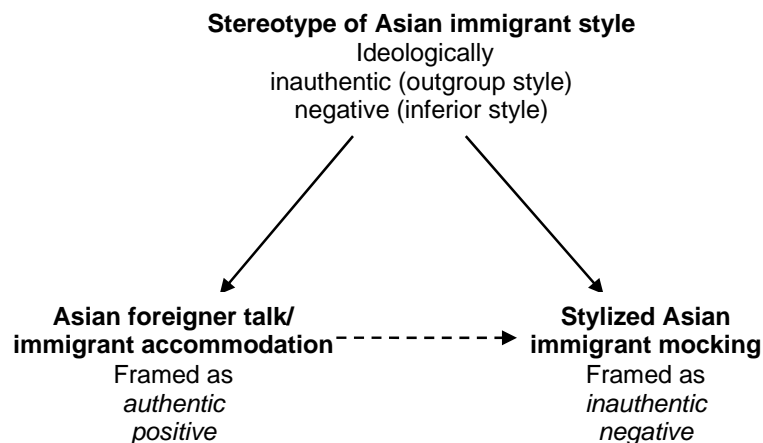 Stereotype of Asian immigrant style
Ideologically
inauthentic (outgroup style)
negative (inferior style)
Asian foreigner talk/
immigrant accommodation
Framed as
authentic
positive
Stylized Asian
immigrant mocking
Framed as
inauthentic
negative